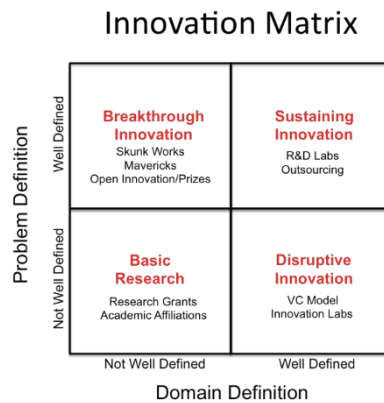 Innovation Matrix
Problem Definition
Well Defined
Breakthrough
Innovation
Skunk Works
Mavericks
Open Innovation/Prizes
Sustaining
Innovation
R&D Labs
Outsourcing
Not Well Defined
Basic
Research
Research Grants
Academic Affiliations
Disruptive
Innovation
VC Model
Innovation Labs
Not Well Defined
Well Defined
Domain Definition